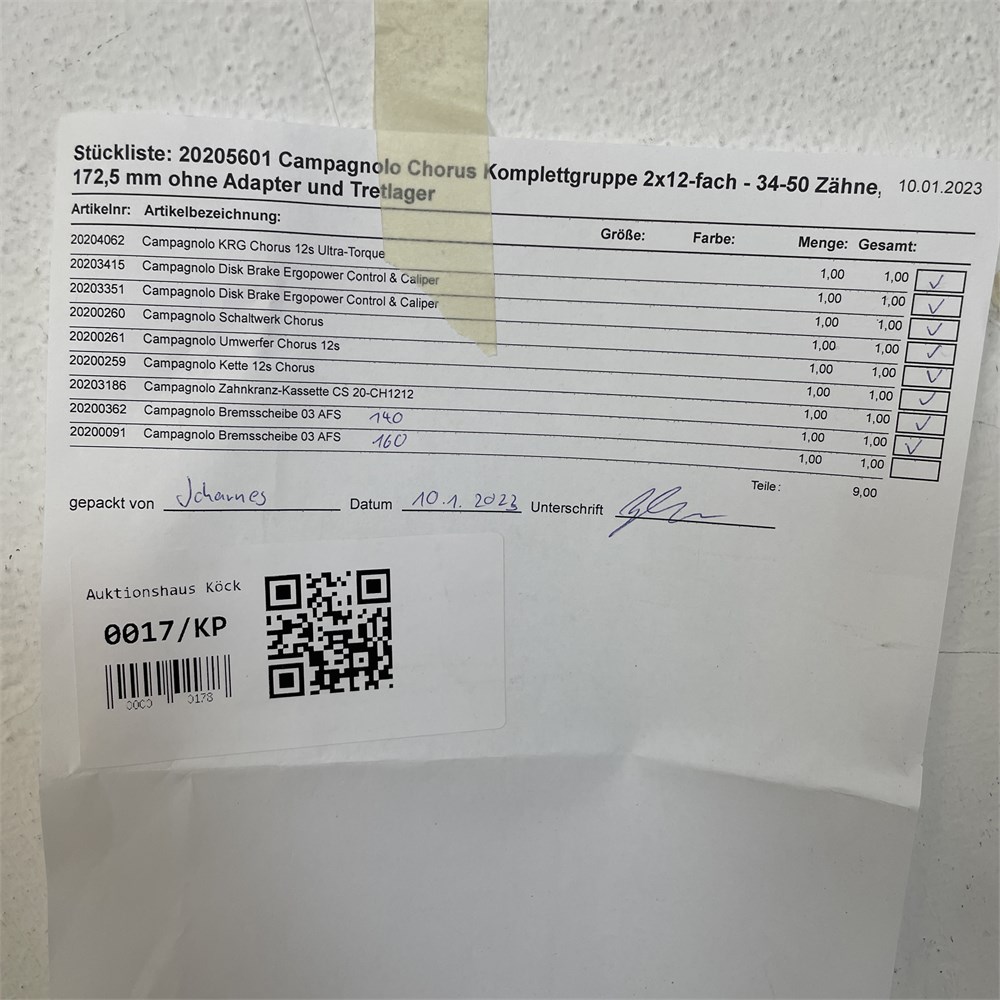 Stückliste: 20205601 Campagnolo Chorus Komplettgruppe 2x12-fach - 34-50 Zähne, 10.01.2023
172,5 mm ohne Adapter und Tretlager
Artikelnr: Artikelbezeichnung: Größe: Farbe: Menge: Gesamt:
20204062 Campagnolo KRG Chorus 12s Ultra-Torque 1,00 1,00
20203415 Campagnolo Disk Brake Ergopower Control & Caliper 1,00 1,00
20203351 Campagnolo Disk Brake Ergopower Control & Caliper 1,00 1,00
20200260 Campagnolo Schaltwerk Chorus 1,00 1,00
20200261 Campagnolo Umwerfer Chorus 12s 1,00 1,00
20200259 Campagnolo Kette 12s Chorus 1,00 1,00
20203186 Campagnolo Zahnkranz-Kassette CS 20-CH1212 1,00 1,00
20200362 Campagnolo Bremsscheibe 03 AFS 140 1,00 1,00
20200091 Campagnolo Bremsscheibe 03 AFS 160 1,00 1,00
Teile: 9,00
gepackt von Johannes Datum 10.1.2023 Unterschrift
Auktionshaus Köck
0017/KP
0000 0178